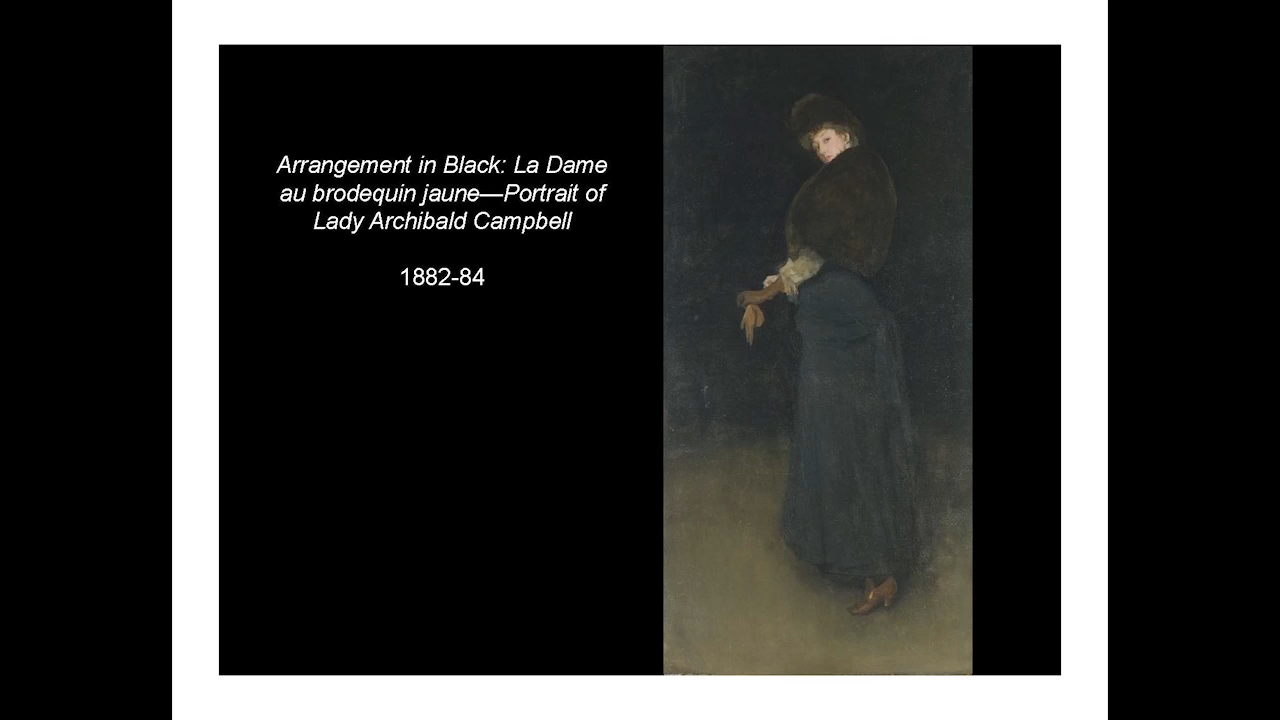 Arrangement in Black: La Dame
au brodequin jaune—Portrait of
Lady Archibald Campbell
1882-84